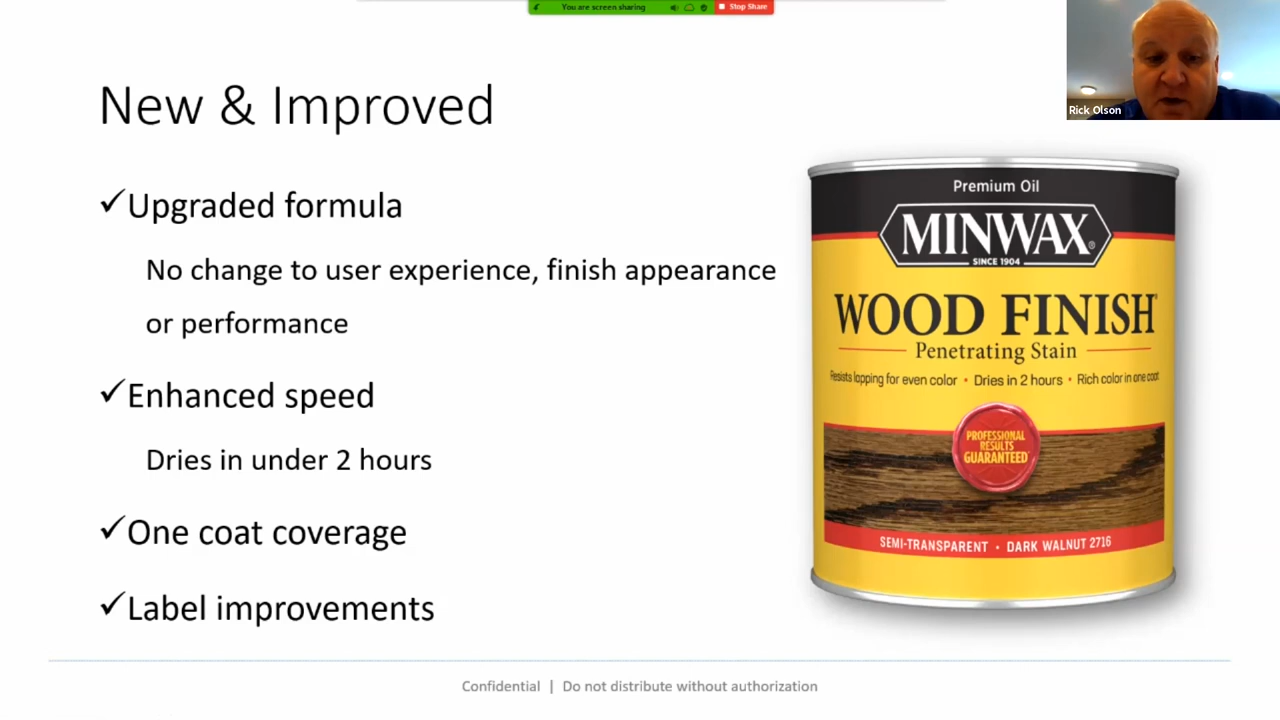 You are screen sharing
Stop Share
Rick Olson
New & Improved
✓Upgraded formula
No change to user experience, finish appearance
or performance
✓Enhanced speed
Dries in under 2 hours
✓One coat coverage
✓Label improvements
Premium Oil
MINWAX®
SINCE 1904
WOOD FINISH®
Penetrating Stain
Resists lapping for even color • Dries in 2 hours • Rich color in one coat
PROFESSIONAL
RESULTS
GUARANTEED
SEMI-TRANSPARENT • DARK WALNUT 2716
Confidential | Do not distribute without authorization